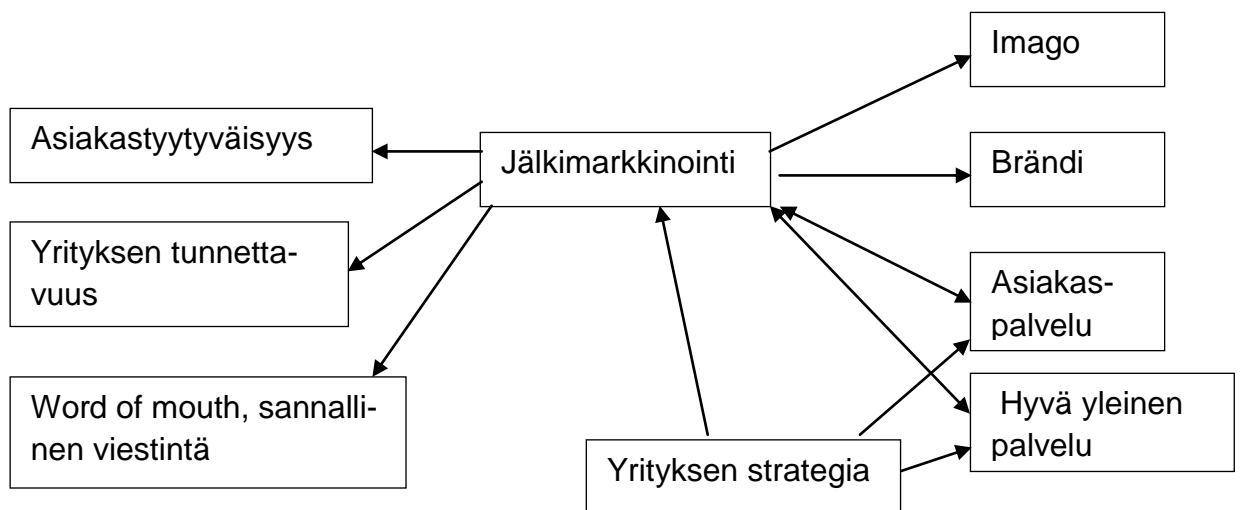 Imago
Asiakastyytyväisyys
Jälkimarkkinointi
Brändi
Yrityksen tunnetta-
vuus
Asiakas-
palvelu
Word of mouth, sannalli-
nen viestintä
Hyvä yleinen
palvelu
Yrityksen strategia